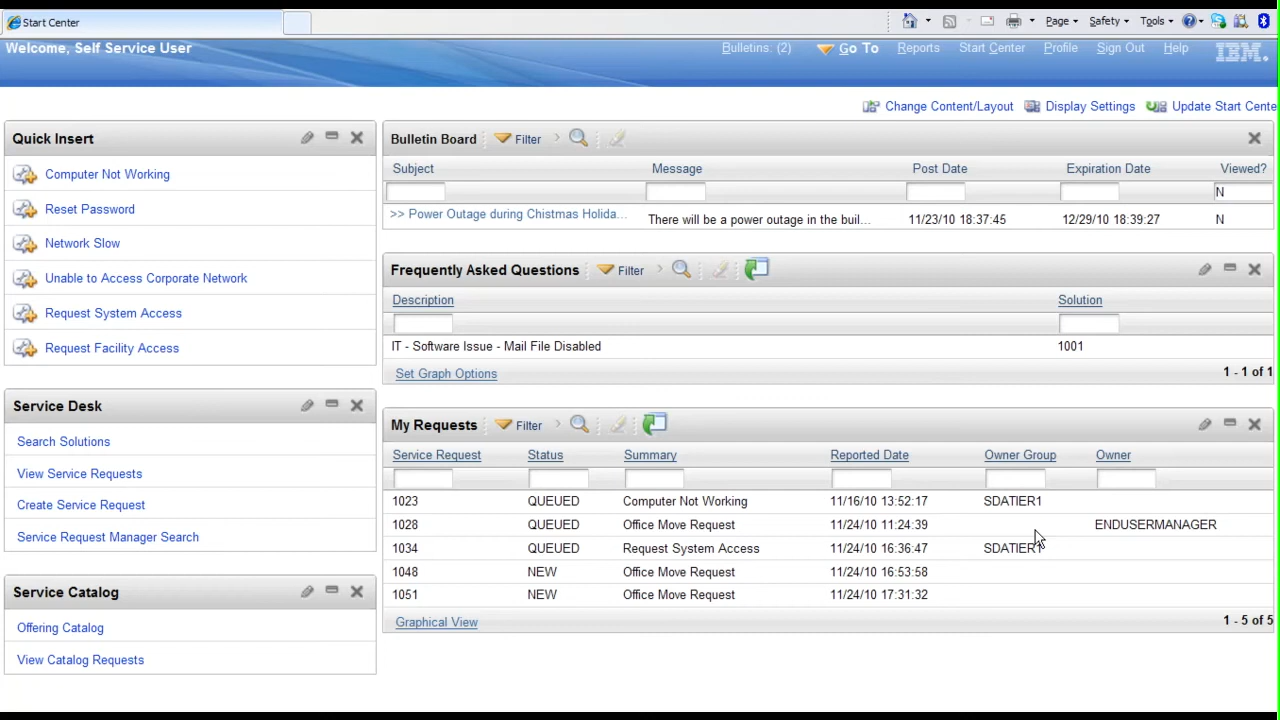 Start Center
Page
Safety
Tools
Welcome, Self Service User
Bulletins: (2)
Go To
Reports
Start Center
Profile
Sign Out
Help
IBM.
Change Content/Layout
Display Settings
Update Start Cente
Quick Insert
Computer Not Working
Reset Password
Network Slow
Unable to Access Corporate Network
Request System Access
Request Facility Access
Service Desk
Search Solutions
View Service Requests
Create Service Request
Service Request Manager Search
Service Catalog
Offering Catalog
View Catalog Requests
Bulletin Board Filter
Subject Message Post Date Expiration Date Viewed?
N
>> Power Outage during Chistmas Holida... There will be a power outage in the buil... 11/23/10 18:37:45 12/29/10 18:39:27 N
Frequently Asked Questions Filter
Description Solution
IT - Software Issue - Mail File Disabled 1001
Set Graph Options 1 - 1 of 1
My Requests Filter
Service Request Status Summary Reported Date Owner Group Owner
1023 QUEUED Computer Not Working 11/16/10 13:52:17 SDATIER1
1028 QUEUED Office Move Request 11/24/10 11:24:39 ENDUSERMANAGER
1034 QUEUED Request System Access 11/24/10 16:36:47 SDATIER1
1048 NEW Office Move Request 11/24/10 16:53:58
1051 NEW Office Move Request 11/24/10 17:31:32
Graphical View 1 - 5 of 5